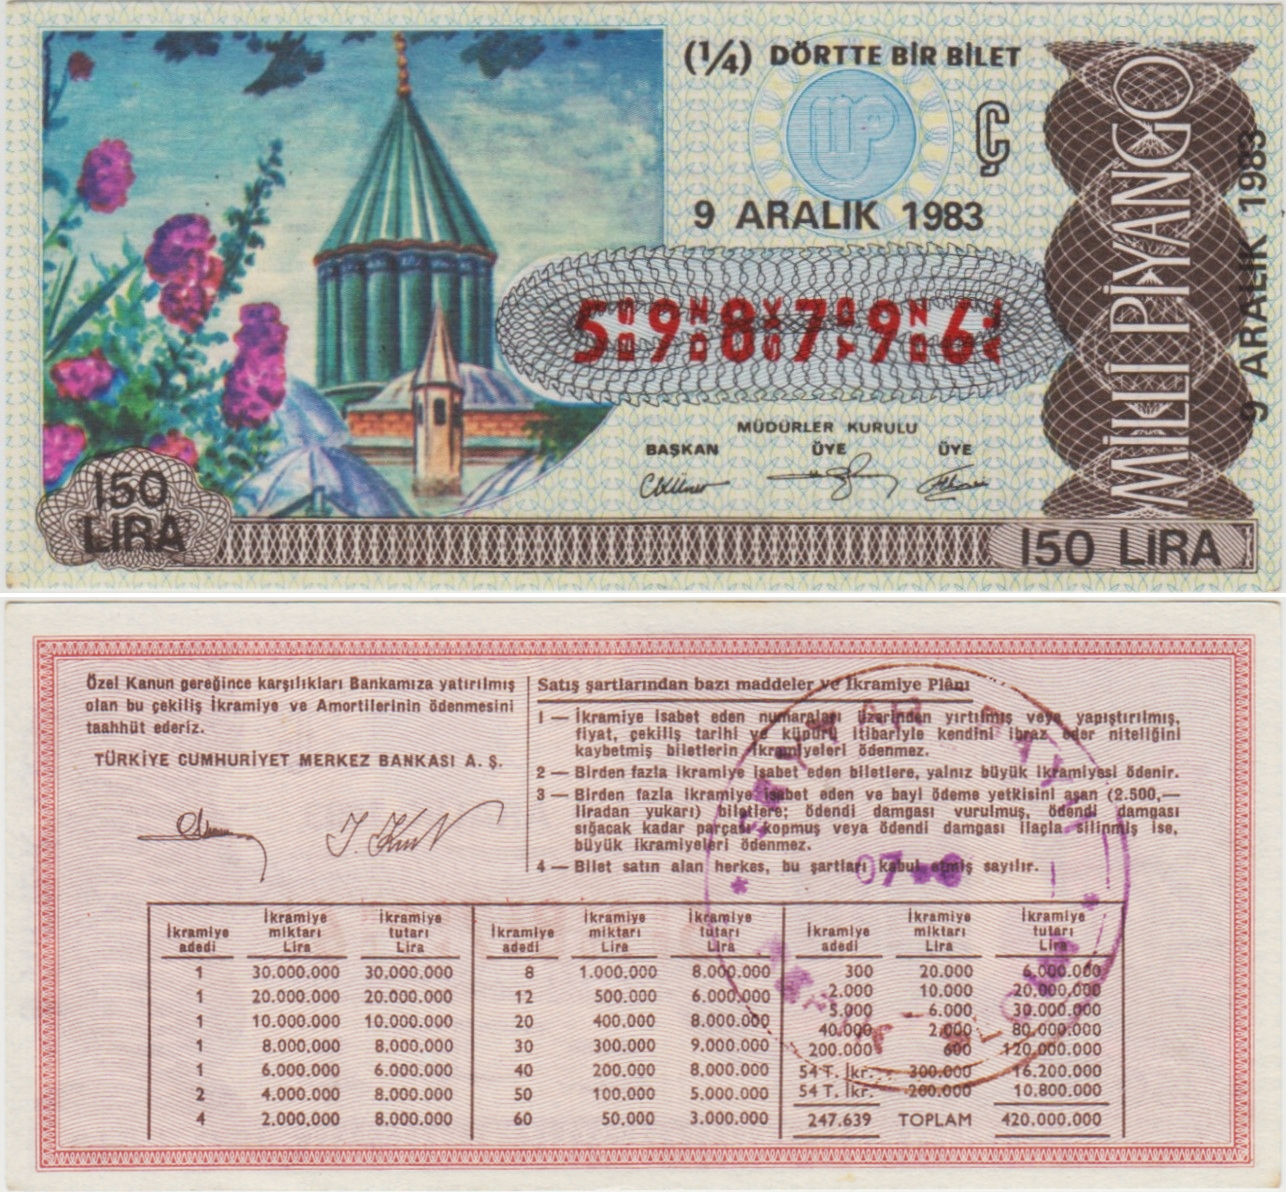 (1/4) DÖRTTE BİR BİLET
Ç
9 ARALIK 1983
598796
MÜDÜRLER KURULU
BAŞKAN ÜYE ÜYE
150
LİRA
150 LİRA
MİLLİ PİYANGO
9 ARALIK 1983
Özel Kanun gereğince karşılıkları Bankamıza yatırılmış
olan bu çekiliş İkramiye ve Amortilerinin ödenmesini
taahhüt ederiz.
TÜRKİYE CUMHURİYET MERKEZ BANKASI A. Ş.
Satış şartlarından bazı maddeler ve İkramiye Plânı
1 — İkramiye isabet eden numaraları üzerinden yırtılmış veya yapıştırılmış,
fiyat, çekiliş tarihi ve küpürü itibariyle kendini ibraz eder niteliğini
kaybetmiş biletlerin ikramiyeleri ödenmez.
2 — Birden fazla ikramiye isabet eden biletlere, yalnız büyük ikramiyesi ödenir.
3 — Birden fazla ikramiye isabet eden ve bayi ödeme yetkisini aşan (2.500,—
liradan yukarı) biletlere; ödendi damgası vurulmuş, ödendi damgası
sığacak kadar parçası kopmuş veya ödendi damgası ilaçla silinmiş ise,
büyük ikramiyeleri ödenmez.
4 — Bilet satın alan herkes, bu şartları kabul etmiş sayılır.
İkramiye adedi İkramiye miktarı Lira İkramiye tutarı Lira
1 30.000.000 30.000.000
1 20.000.000 20.000.000
1 10.000.000 10.000.000
1 8.000.000 8.000.000
1 6.000.000 6.000.000
2 4.000.000 8.000.000
4 2.000,000 8.000.000
İkramiye adedi İkramiye miktarı Lira İkramiye tutarı Lira
8 1.000,000 8.000,000
12 500.000 6.000.000
20 400.000 8.000.000
30 300.000 9.000.000
40 200,000 8.000.000
50 100,000 5.000.000
60 50,000 3.000.000
İkramiye adedi İkramiye miktarı Lira İkramiye tutarı Lira
300 20.000 6.000.000
2.000 10.000 20.000.000
5.000 6.000 30.000.000
40.000 2.000 80.000.000
200.000 600 120.000.000
54 T. İkr. 300.000 16.200.000
54 T. İkr. 200.000 10.800.000
247.639 TOPLAM 420.000.000